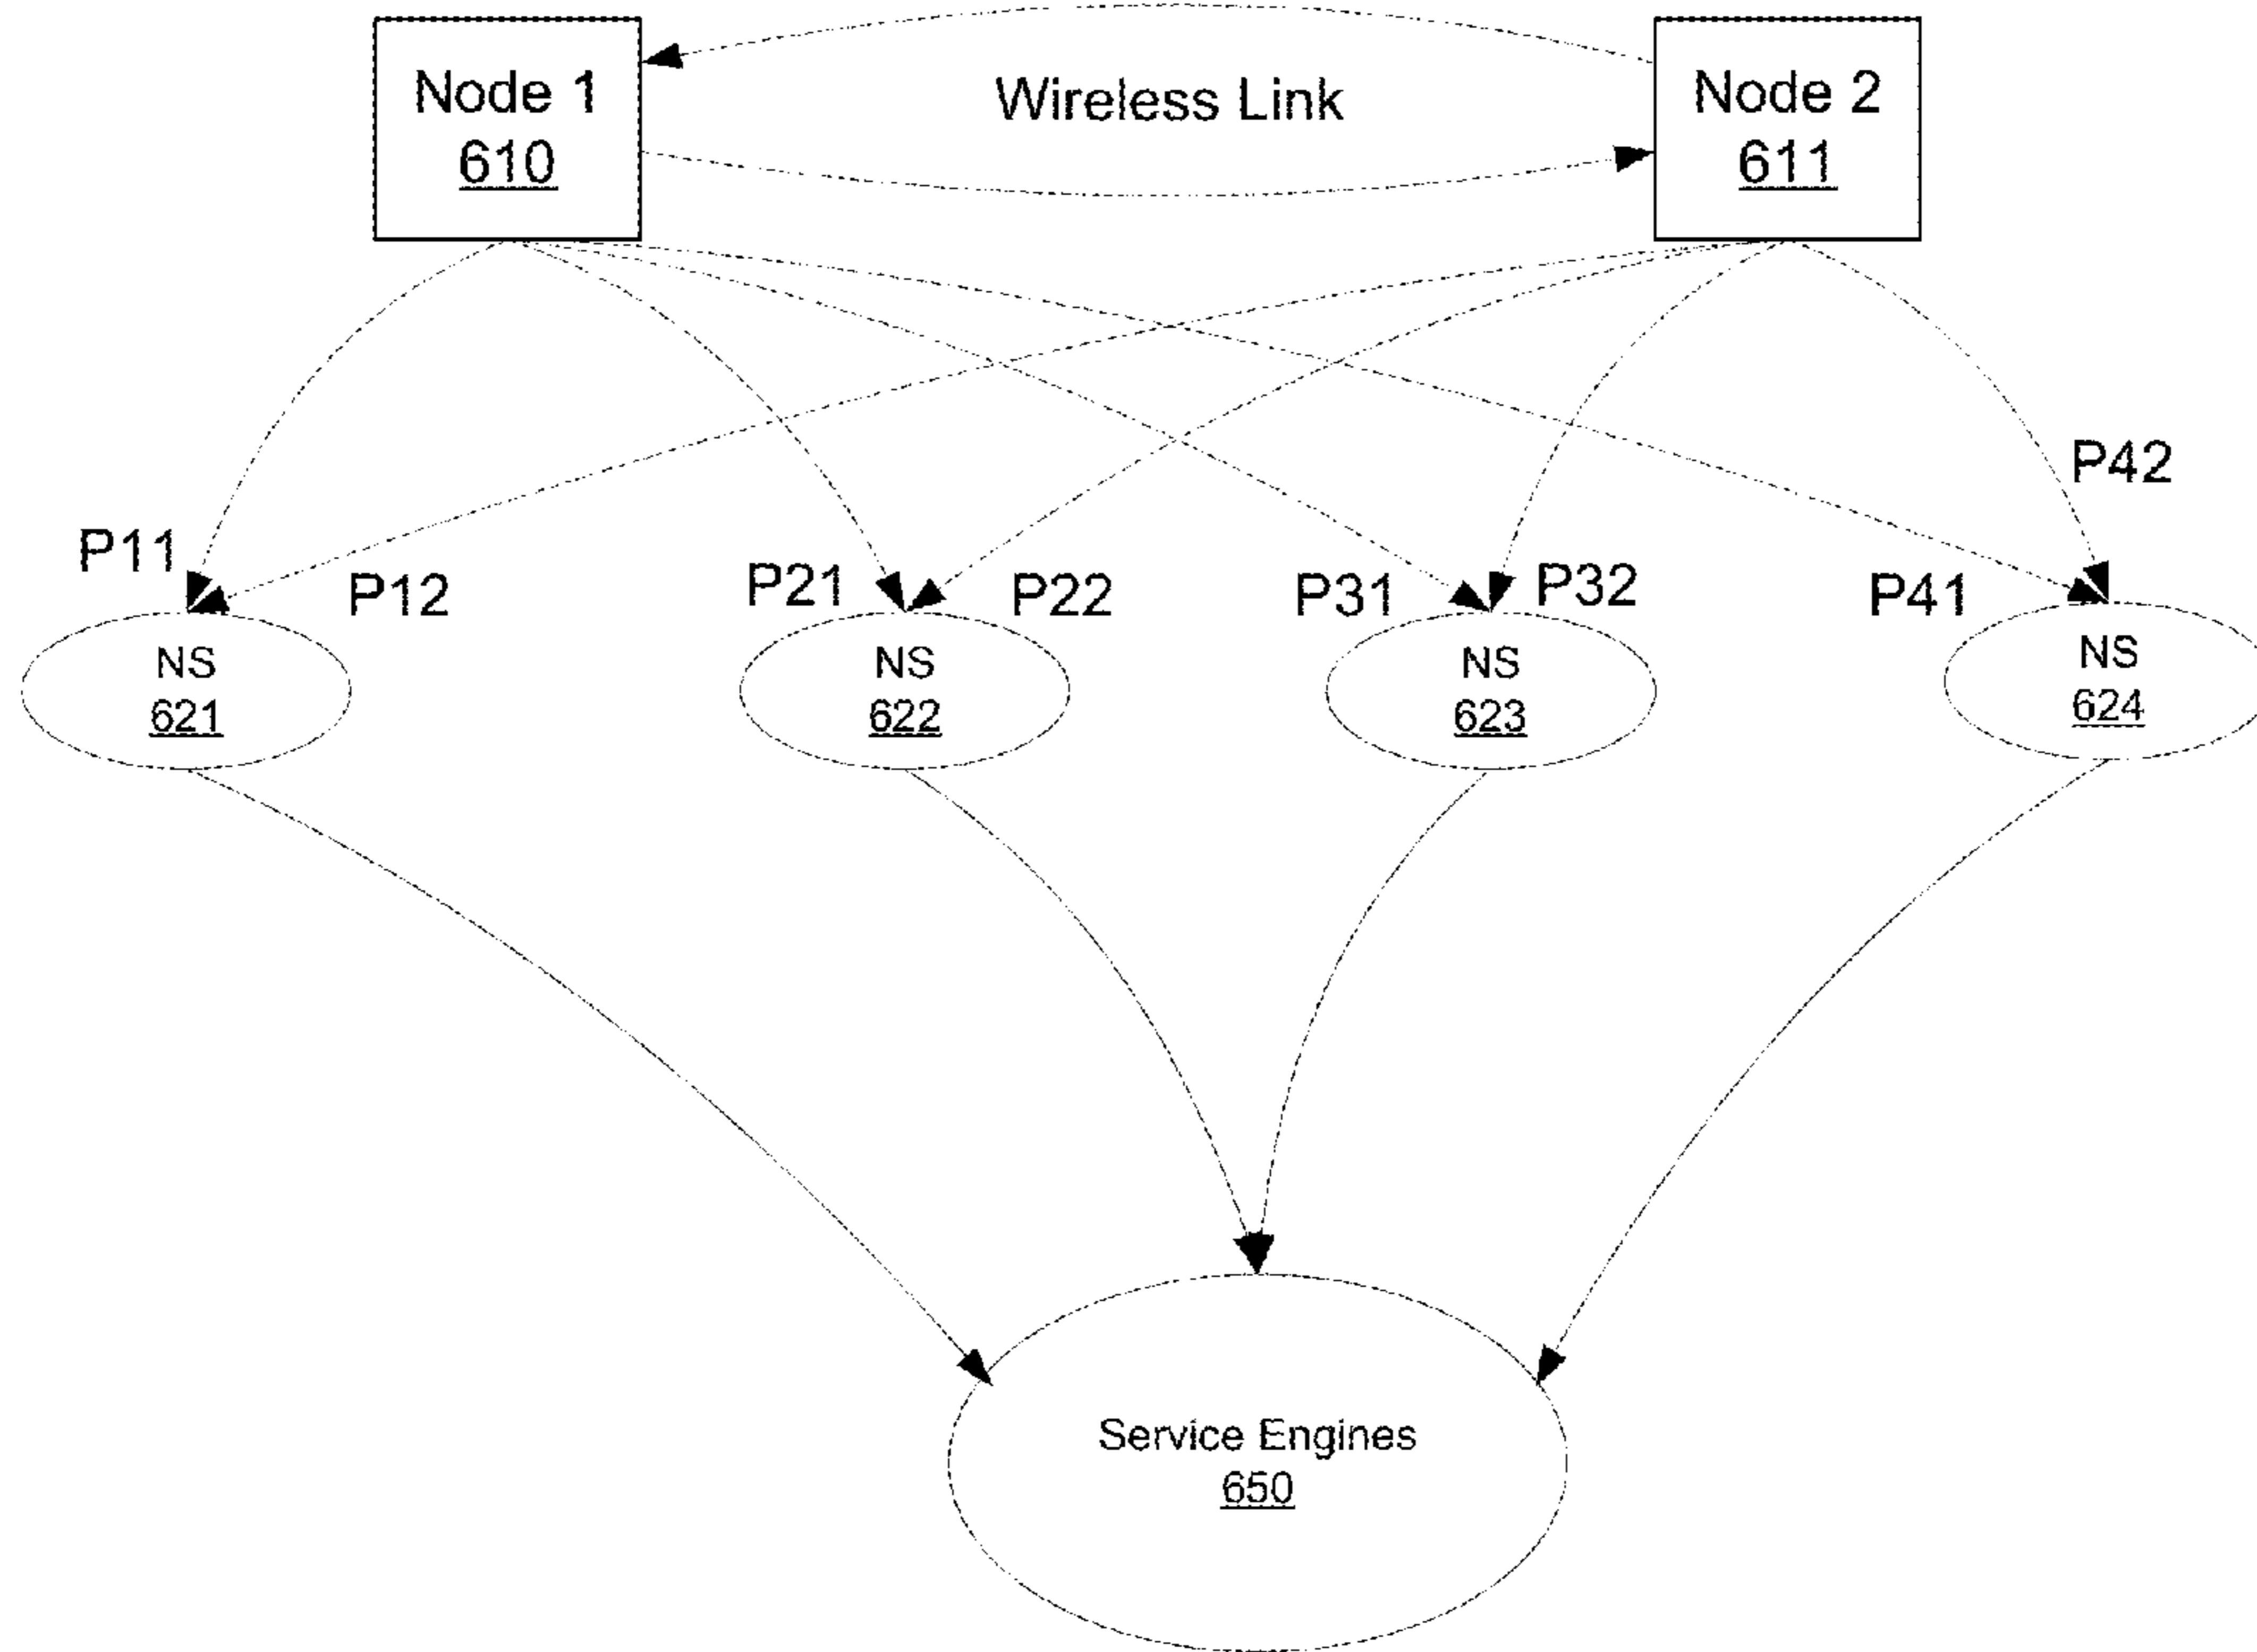 Node 1
610
Wireless Link
Node 2
611
P42
P11
P12
P21
P22
P31
P32
P41
NS
621
NS
622
NS
623
NS
624
Service Engines
650